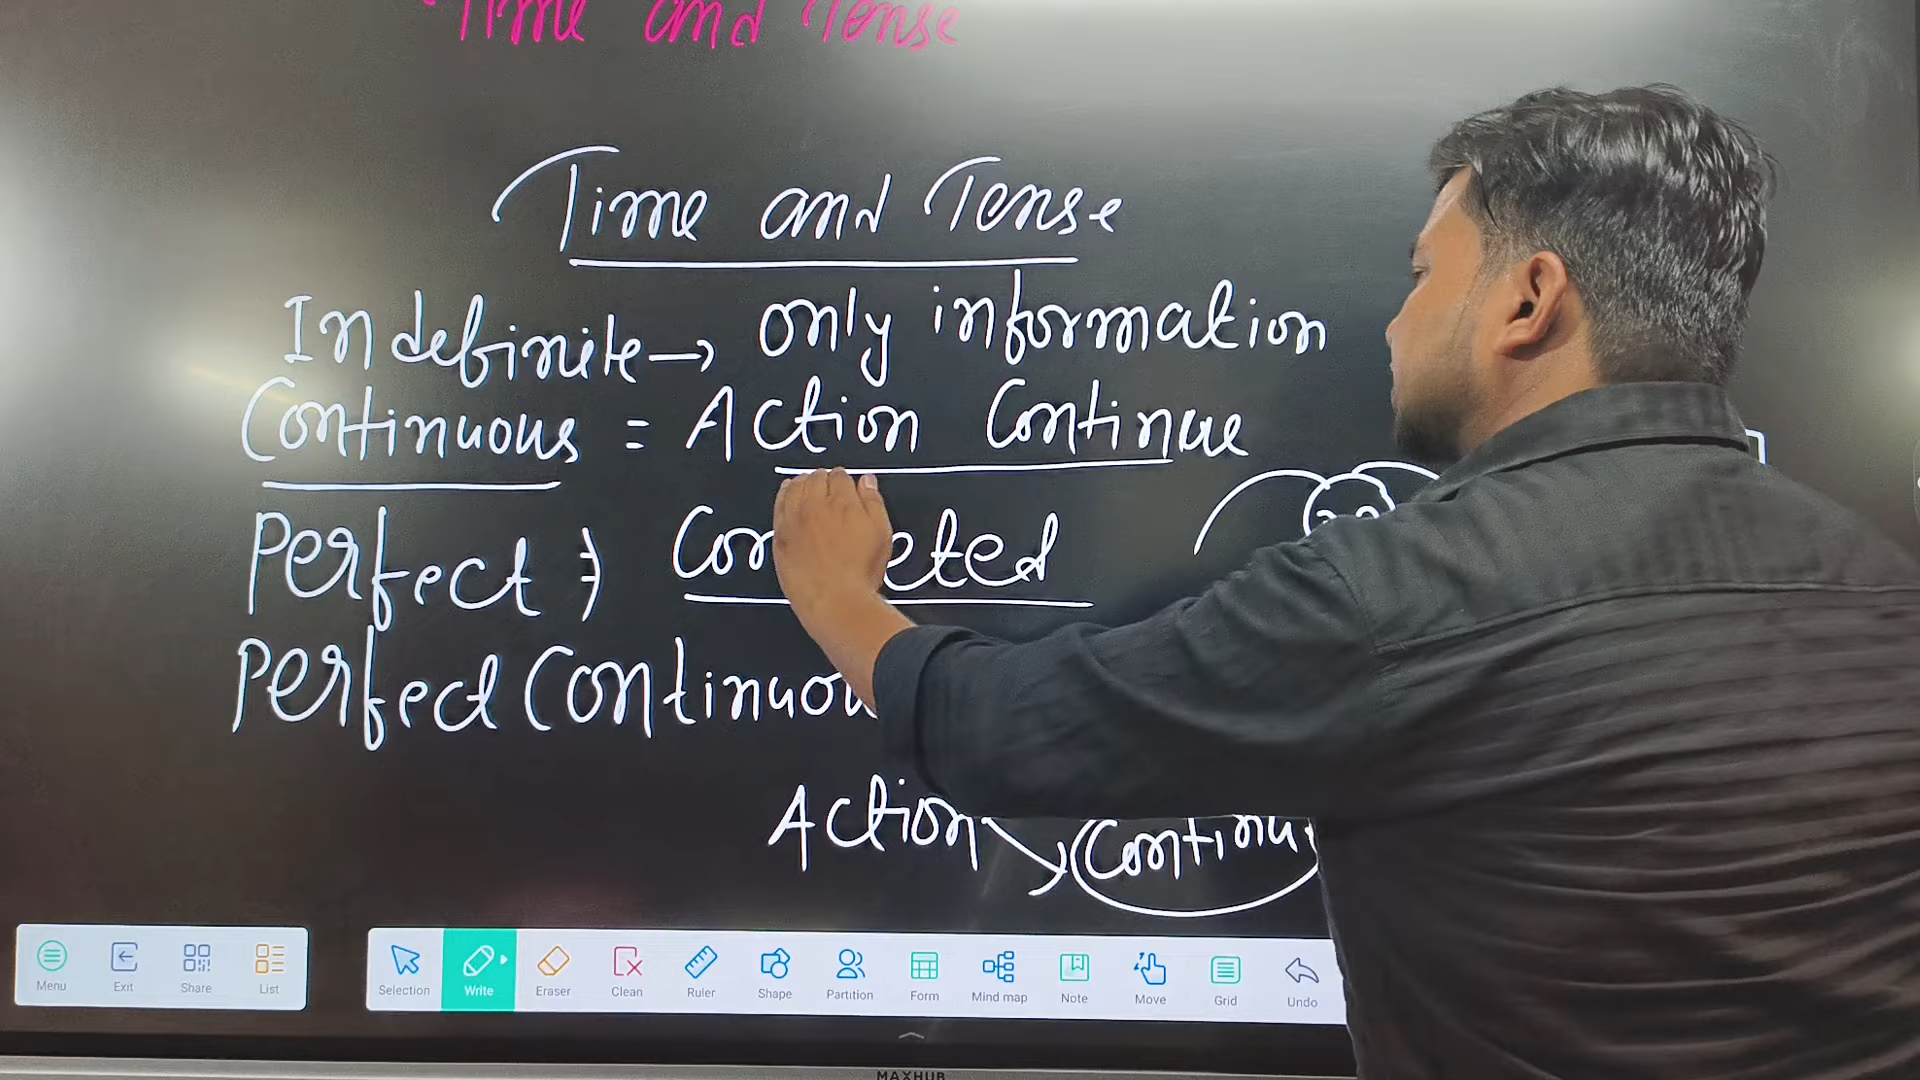 Time and Tense
Time and Tense
Indefinite → only information
Continuous = Action Continue
Perfect ⇒
Perfect Continuous
Action
Menu Exit Share List
Selection Write Eraser Clean Ruler Shape Partition Form Mind map Note Move Grid Undo
MAXHUB